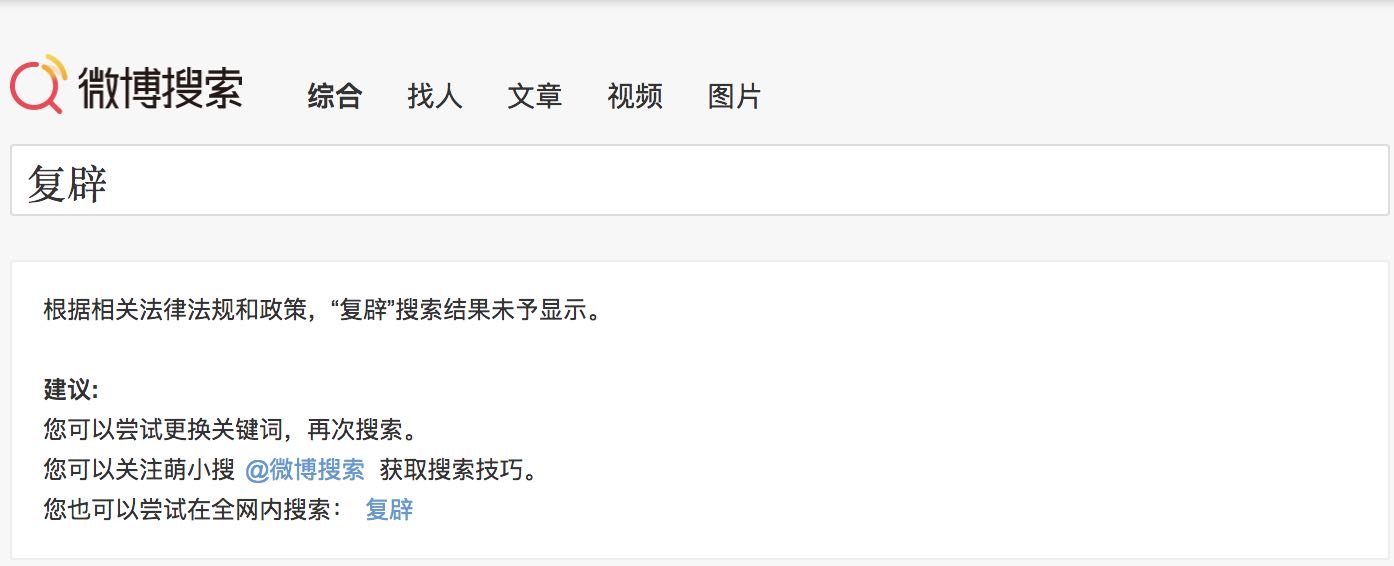 微博搜索 综合 找人 文章 视频 图片
复辟
根据相关法律法规和政策，“复辟”搜索结果未予显示。
建议:
您可以尝试更换关键词，再次搜索。
您可以关注萌小搜 @微博搜索 获取搜索技巧。
您也可以尝试在全网内搜索： 复辟